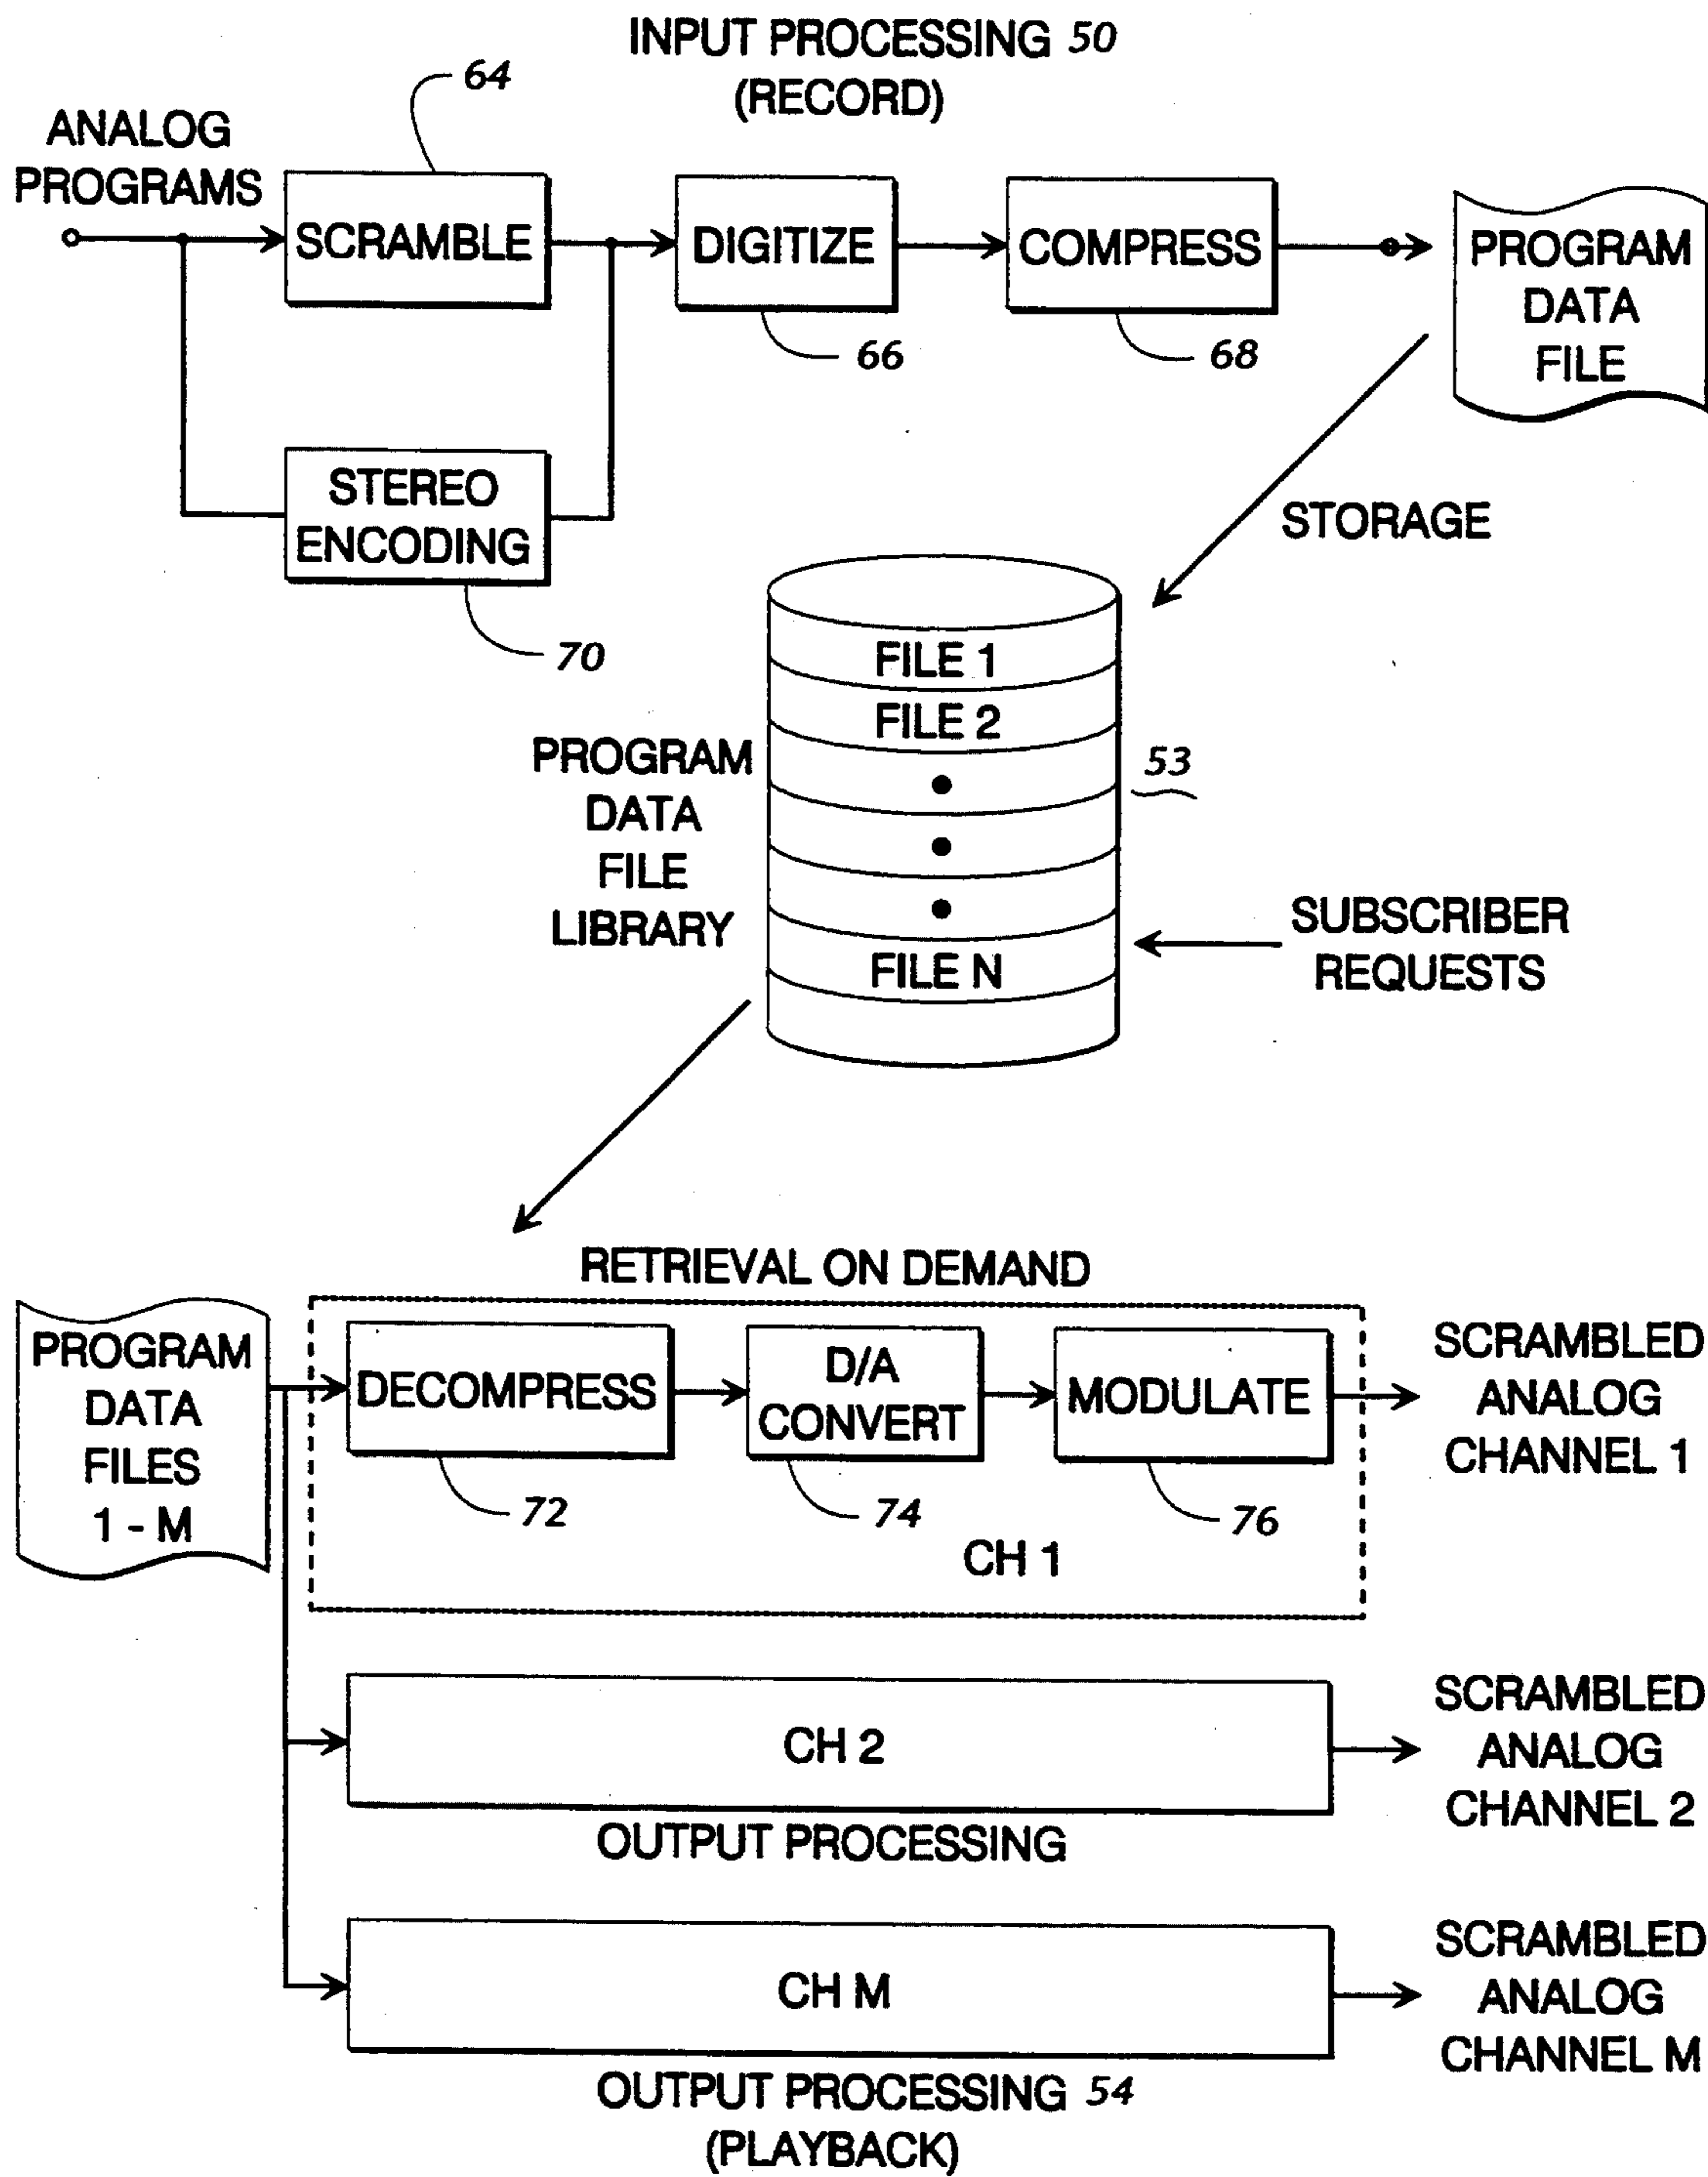 INPUT PROCESSING 50
(RECORD)
64
ANALOG
PROGRAMS
SCRAMBLE
DIGITIZE
COMPRESS
PROGRAM
DATA
FILE
66
68
STEREO
ENCODING
70
STORAGE
FILE 1
FILE 2
FILE N
PROGRAM
DATA
FILE
LIBRARY
53
SUBSCRIBER
REQUESTS
RETRIEVAL ON DEMAND
PROGRAM
DATA
FILES
1 - M
DECOMPRESS
D/A
CONVERT
MODULATE
72
74
76
CH 1
SCRAMBLED
ANALOG
CHANNEL 1
CH 2
SCRAMBLED
ANALOG
CHANNEL 2
OUTPUT PROCESSING
CH M
SCRAMBLED
ANALOG
CHANNEL M
OUTPUT PROCESSING 54
(PLAYBACK)